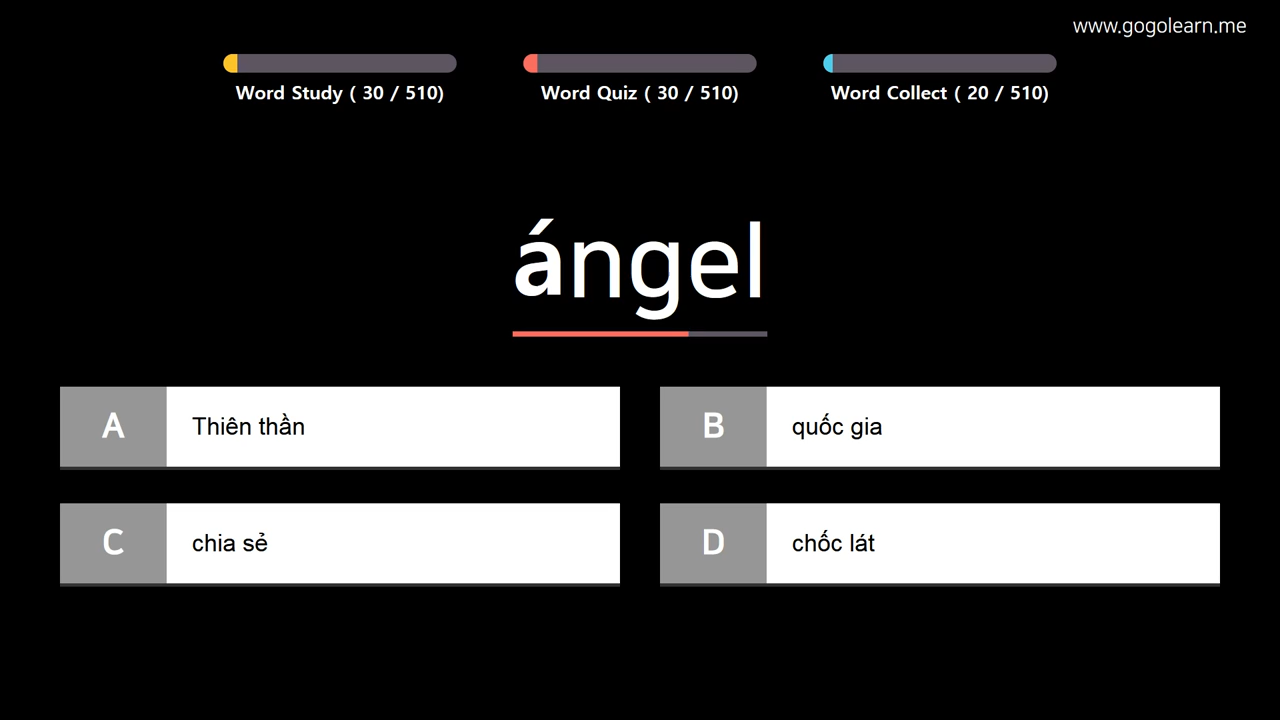 www.gogolearn.me
Word Study ( 30 / 510)
Word Quiz ( 30 / 510)
Word Collect ( 20 / 510)
ángel
A
Thiên thần
B
quốc gia
C
chia sẻ
D
chốc lát